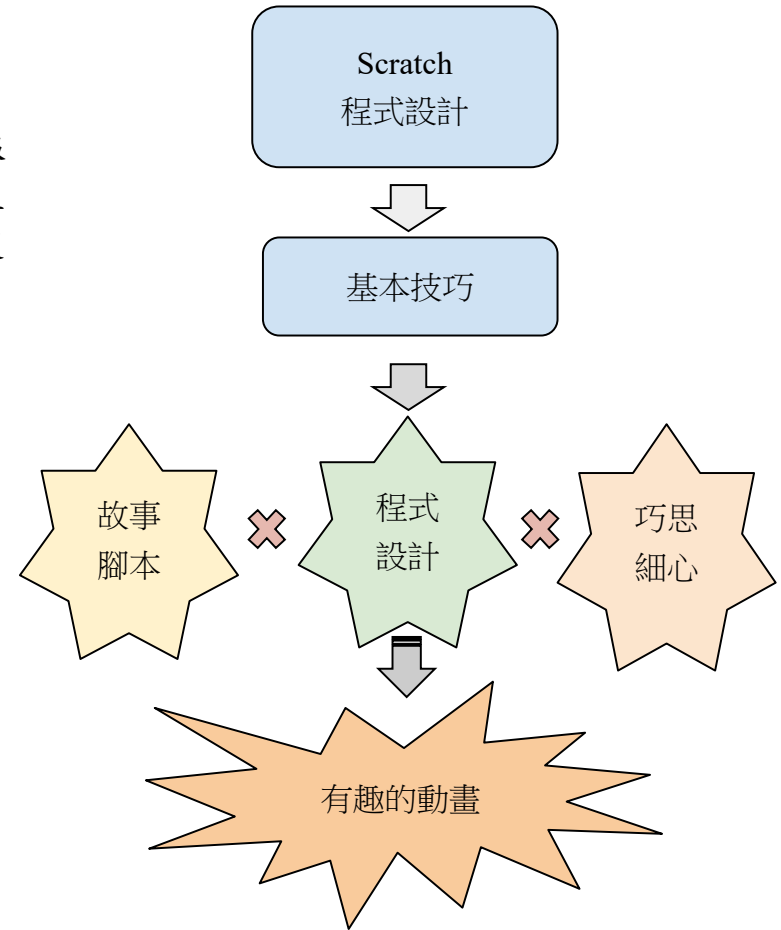 Scratch
程式設計
基本技巧
故事
腳本
程式
設計
巧思
細心
有趣的動畫